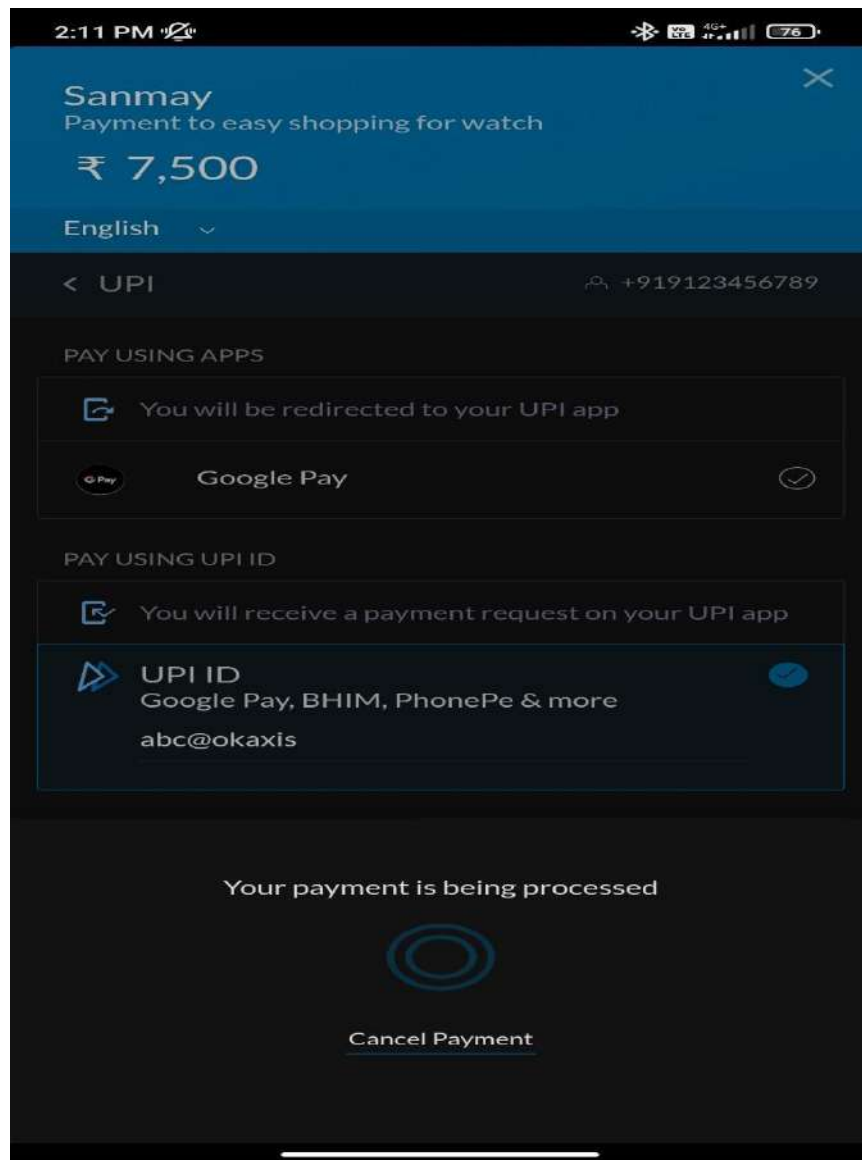 2:11 PM
Vo LTE 4G+ 76
Sanmay
Payment to easy shopping for watch
₹ 7,500
English
< UPI +919123456789
PAY USING APPS
You will be redirected to your UPI app
G Pay Google Pay
PAY USING UPI ID
You will receive a payment request on your UPI app
UPI ID
Google Pay, BHIM, PhonePe & more
abc@okaxis
Your payment is being processed
Cancel Payment